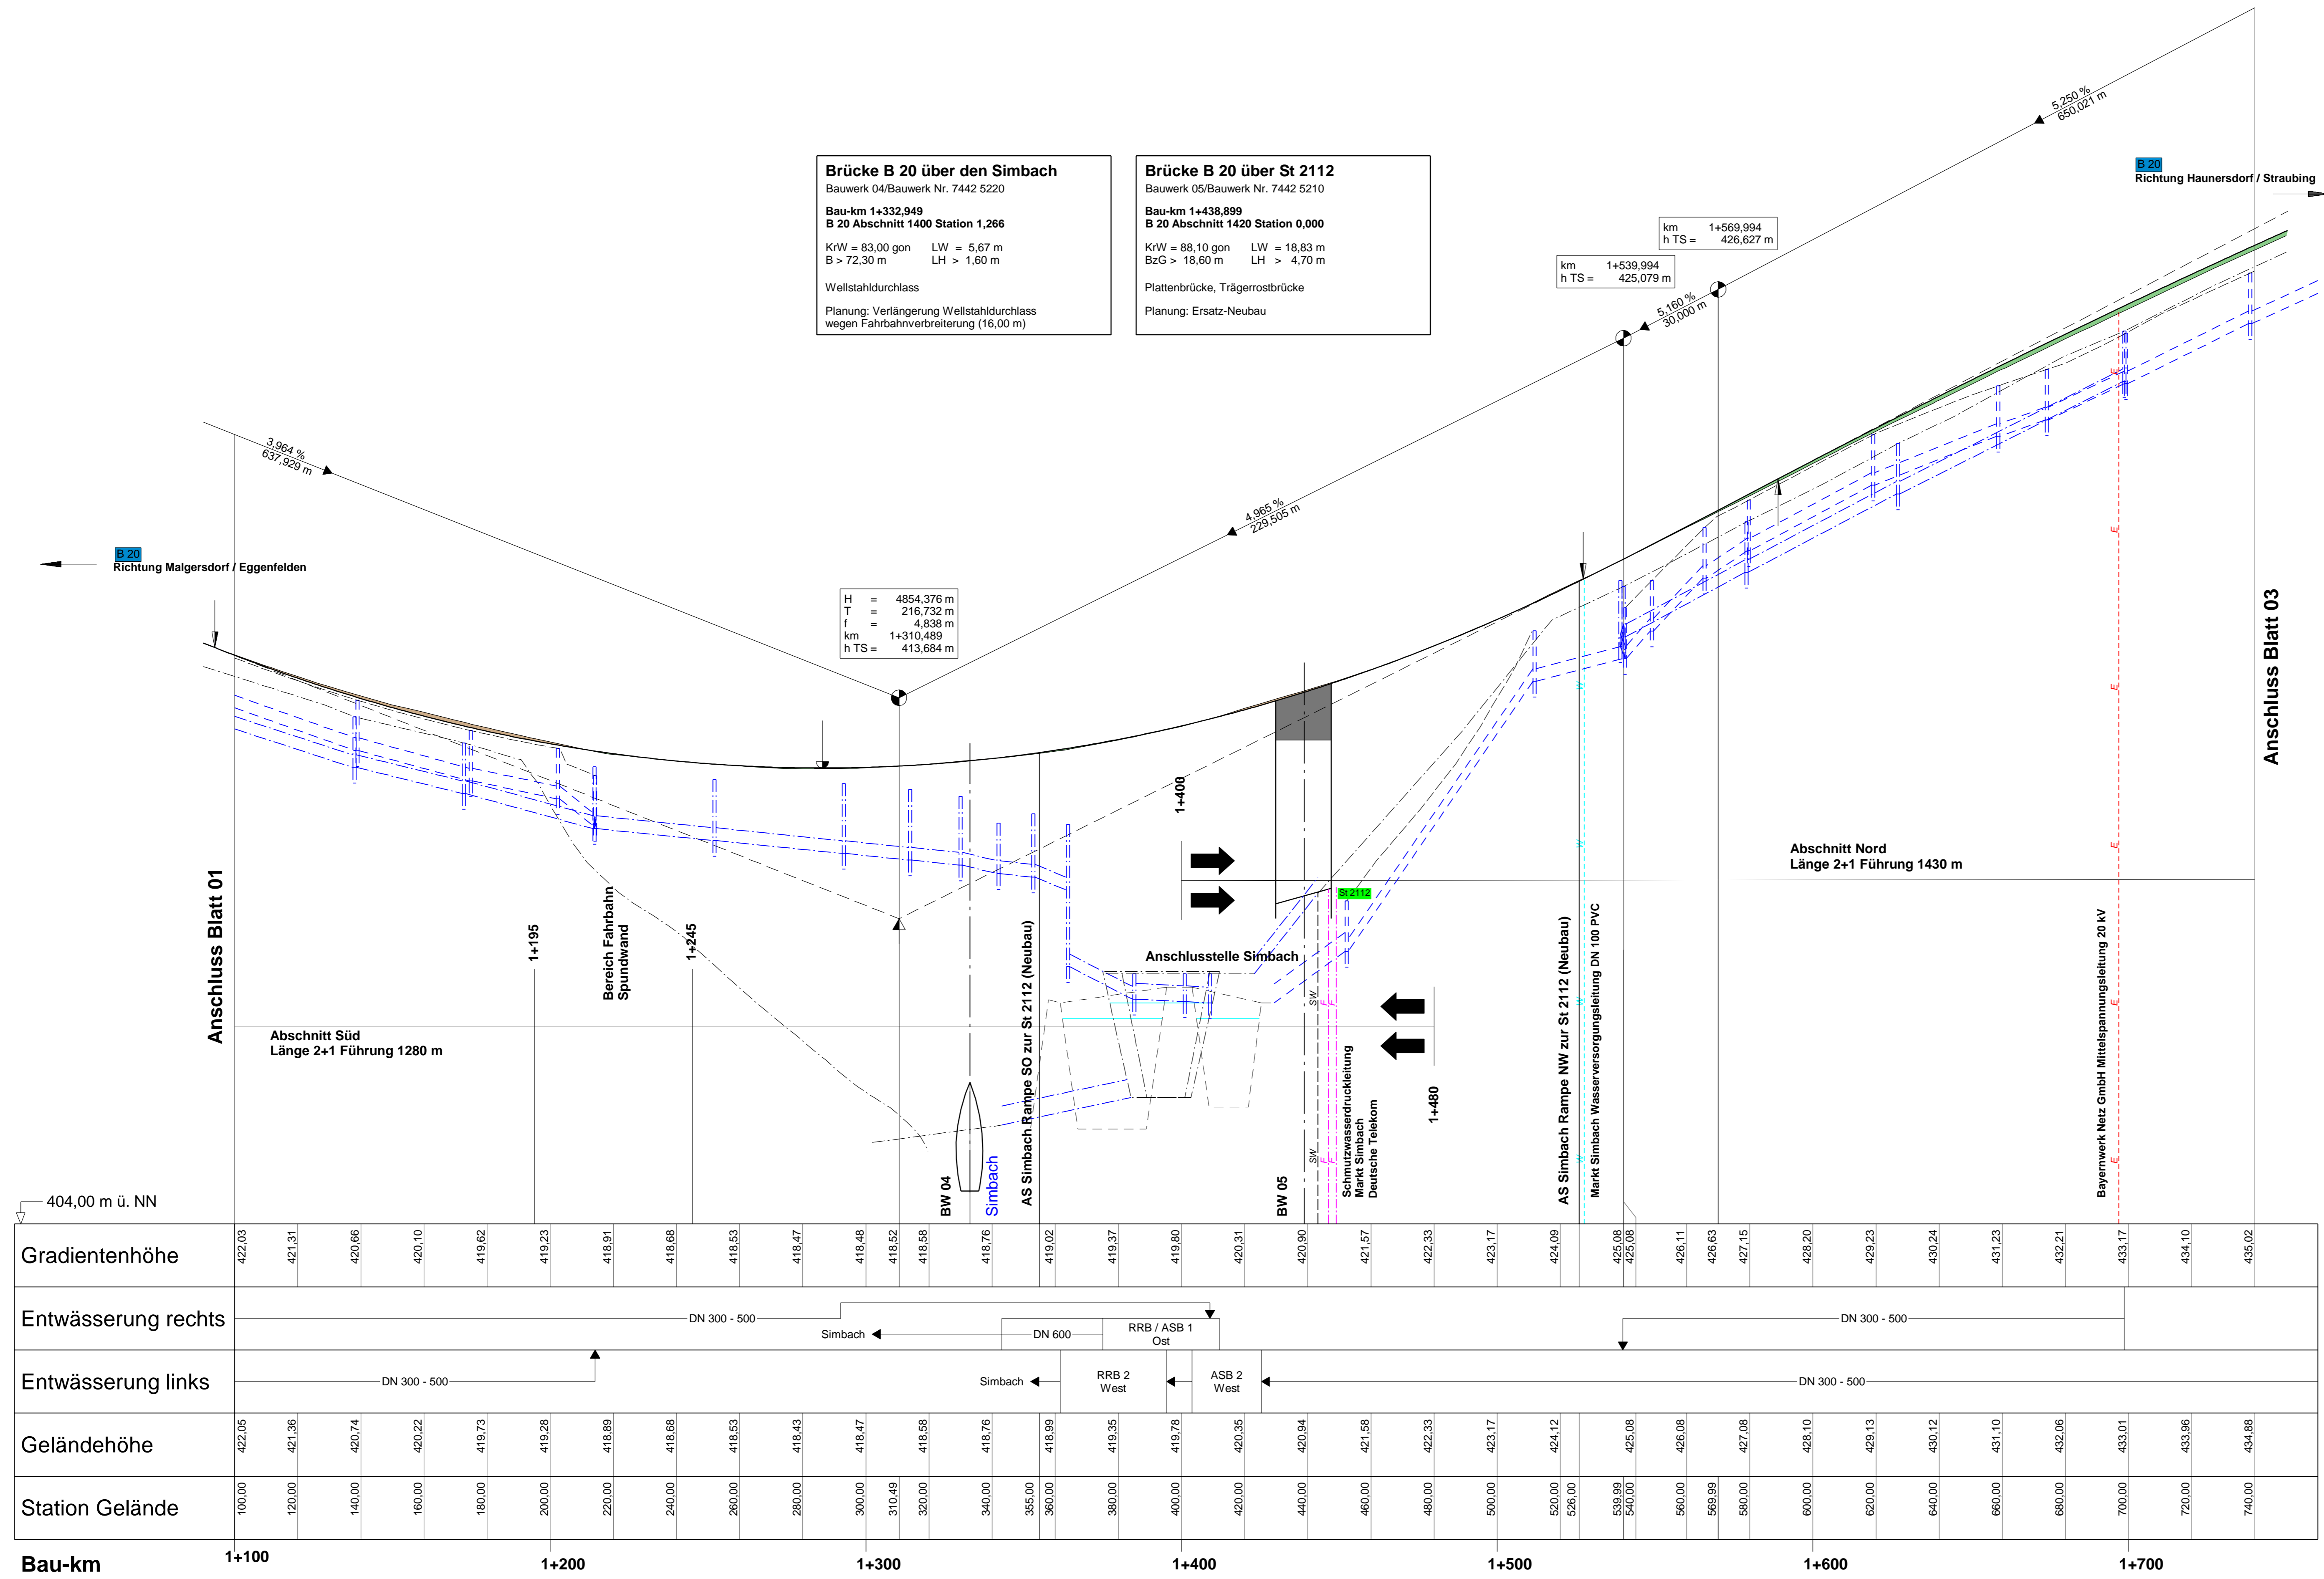 5,250 %
650,021 m
B 20
Richtung Haunersdorf / Straubing
Brücke B 20 über den Simbach
Bauwerk 04/Bauwerk Nr. 7442 5220
Bau-km 1+332,949
B 20 Abschnitt 1400 Station 1,266
KrW = 83,00 gon LW = 5,67 m
B > 72,30 m LH > 1,60 m
Wellstahldurchlass
Planung: Verlängerung Wellstahldurchlass
wegen Fahrbahnverbreiterung (16,00 m)
Brücke B 20 über St 2112
Bauwerk 05/Bauwerk Nr. 7442 5210
Bau-km 1+438,899
B 20 Abschnitt 1420 Station 0,000
KrW = 88,10 gon LW = 18,83 m
BzG > 18,60 m LH > 4,70 m
Plattenbrücke, Trägerrostbrücke
Planung: Ersatz-Neubau
km 1+569,994
h TS = 426,627 m
km 1+539,994
h TS = 425,079 m
5,160 %
30,000 m
3,964 %
637,929 m
4,965 %
229,505 m
B 20
Richtung Malgersdorf / Eggenfelden
H = 4854,376 m
T = 216,732 m
f = 4,838 m
km 1+310,489
h TS = 413,684 m
Anschluss Blatt 01
Anschluss Blatt 03
1+195
Bereich Fahrbahn
Spundwand
1+245
1+400
St 2112
Abschnitt Nord
Länge 2+1 Führung 1430 m
Anschlusstelle Simbach
Abschnitt Süd
Länge 2+1 Führung 1280 m
BW 04
Simbach
AS Simbach Rampe SO zur St 2112 (Neubau)
BW 05
SW
SW
F
F
F
F
Schmutzwasserdruckleitung
Markt Simbach
Deutsche Telekom
1+480
AS Simbach Rampe NW zur St 2112 (Neubau)
W
W
W
W
Markt Simbach Wasserversorgungsleitung DN 100 PVC
Bayernwerk Netz GmbH Mittelspannungsleitung 20 kV
E
E
E
E
E
E
404,00 m ü. NN
Gradientenhöhe
422,03 421,31 420,66 420,10 419,62 419,23 418,91 418,68 418,53 418,47 418,48 418,52 418,58 418,76 419,02 419,37 419,80 420,31 420,90 421,57 422,33 423,17 424,09 425,08 425,08 426,11 426,63 427,15 428,20 429,23 430,24 431,23 432,21 433,17 434,10 435,02
Entwässerung rechts
DN 300 - 500
Simbach
DN 600
RRB / ASB 1
Ost
DN 300 - 500
Entwässerung links
DN 300 - 500
Simbach
RRB 2
West
ASB 2
West
DN 300 - 500
Geländehöhe
422,05 421,36 420,74 420,22 419,73 419,28 418,89 418,68 418,53 418,43 418,47 418,58 418,76 418,99 419,35 419,78 420,35 420,94 421,58 422,33 423,17 424,12 425,08 426,08 427,08 428,10 429,13 430,12 431,10 432,06 433,01 433,96 434,88
Station Gelände
100,00 120,00 140,00 160,00 180,00 200,00 220,00 240,00 260,00 280,00 300,00 310,49 320,00 340,00 355,00 360,00 380,00 400,00 420,00 440,00 460,00 480,00 500,00 520,00 526,00 539,99 540,00 560,00 569,99 580,00 600,00 620,00 640,00 660,00 680,00 700,00 720,00 740,00
Bau-km
1+100 1+200 1+300 1+400 1+500 1+600 1+700